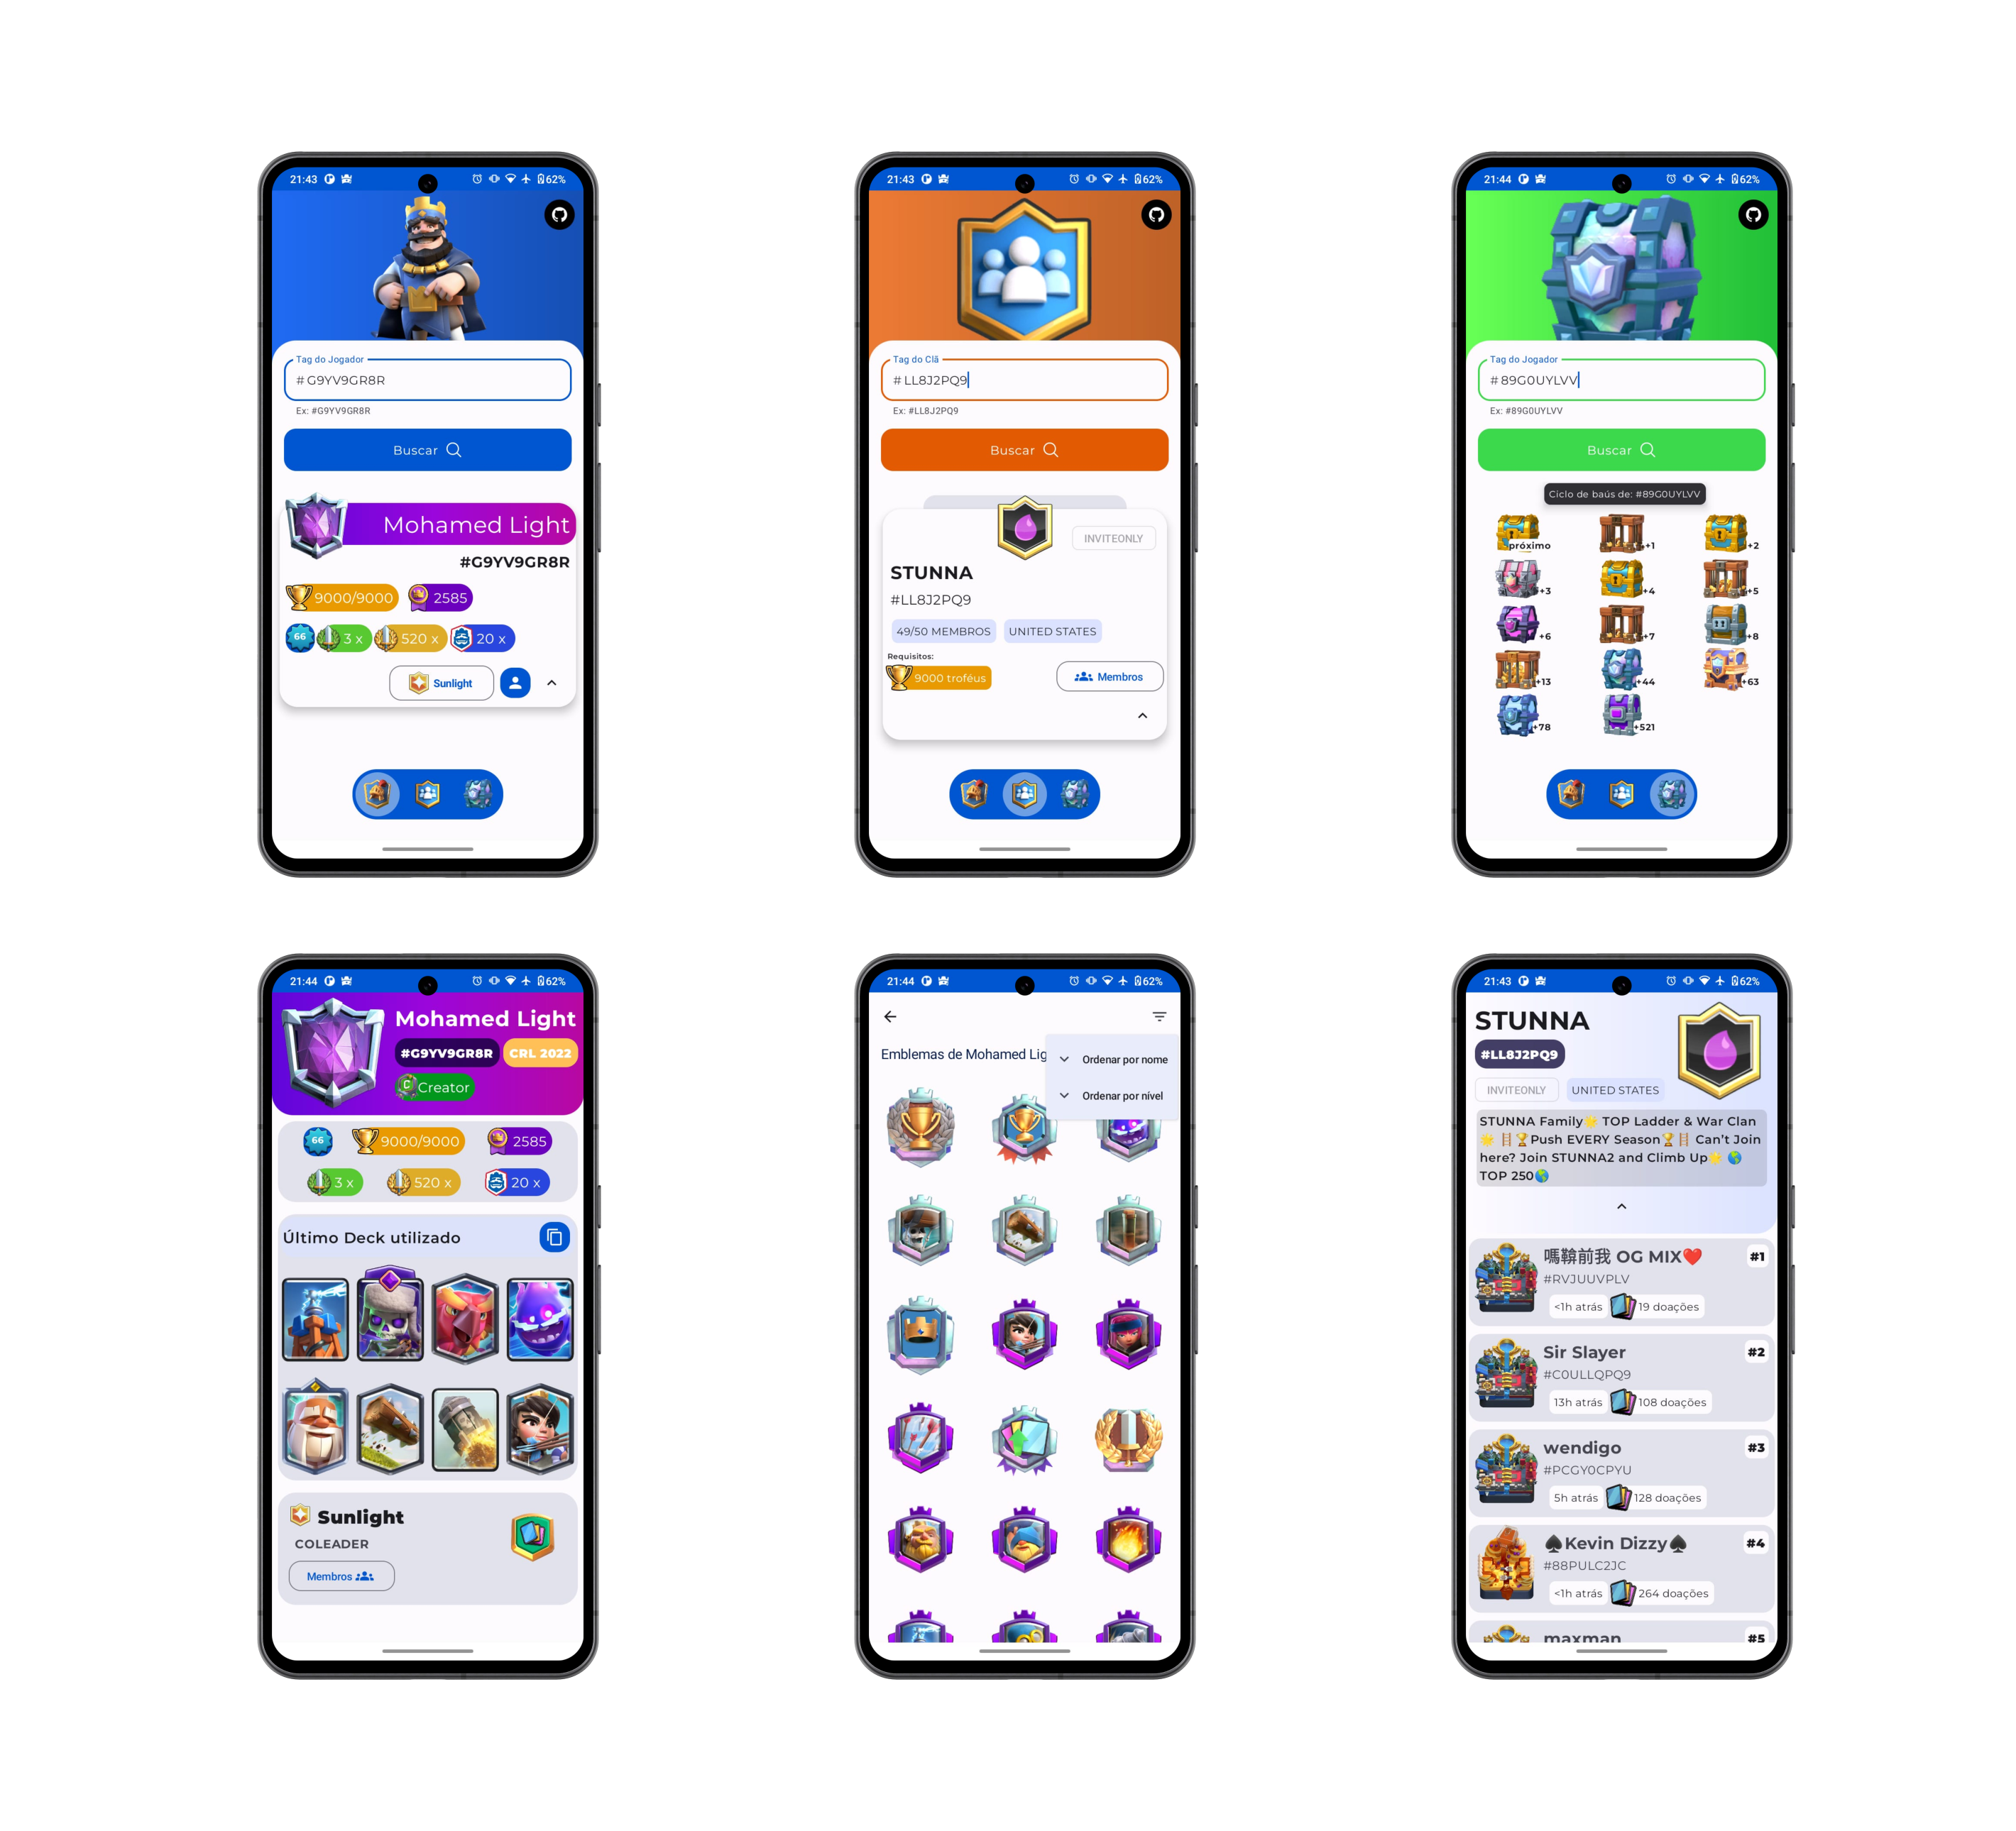 21:43
62%
Tag do Jogador
# G9YV9GR8R
Ex: #G9YV9GR8R
Buscar
Mohamed Light
#G9YV9GR8R
9000/9000
2585
66
3 x
520 x
20 x
Sunlight
21:43
62%
Tag do Clã
# LL8J2PQ9
Ex: #LL8J2PQ9
Buscar
INVITEONLY
STUNNA
#LL8J2PQ9
49/50 MEMBROS
UNITED STATES
Requisitos:
9000 troféus
Membros
21:44
62%
Tag do Jogador
# 89G0UYLVV
Ex: #89G0UYLVV
Buscar
Ciclo de baús de: #89G0UYLVV
próximo
+1
+2
+3
+4
+5
+6
+7
+8
+13
+44
+63
+78
+521
21:44
62%
Mohamed Light
#G9YV9GR8R
CRL 2022
Creator
66
9000/9000
2585
3 x
520 x
20 x
Último Deck utilizado
Sunlight
COLEADER
Membros
21:44
62%
Emblemas de Mohamed Lig
Ordenar por nome
Ordenar por nível
21:43
62%
STUNNA
#LL8J2PQ9
INVITEONLY
UNITED STATES
STUNNA Family🌟 TOP Ladder & War Clan
🌟 🪜🏆Push EVERY Season🏆🪜 Can't Join
here? Join STUNNA2 and Climb Up🌟 🌎
TOP 250🌎
OG MIX❤️
#1
#RVJUUVPLV
<1h atrás
19 doações
Sir Slayer
#2
#C0ULLQPQ9
13h atrás
108 doações
wendigo
#3
#PCGY0CPYU
5h atrás
128 doações
♠Kevin Dizzy♠
#4
#88PULC2JC
<1h atrás
264 doações
maxman
#5